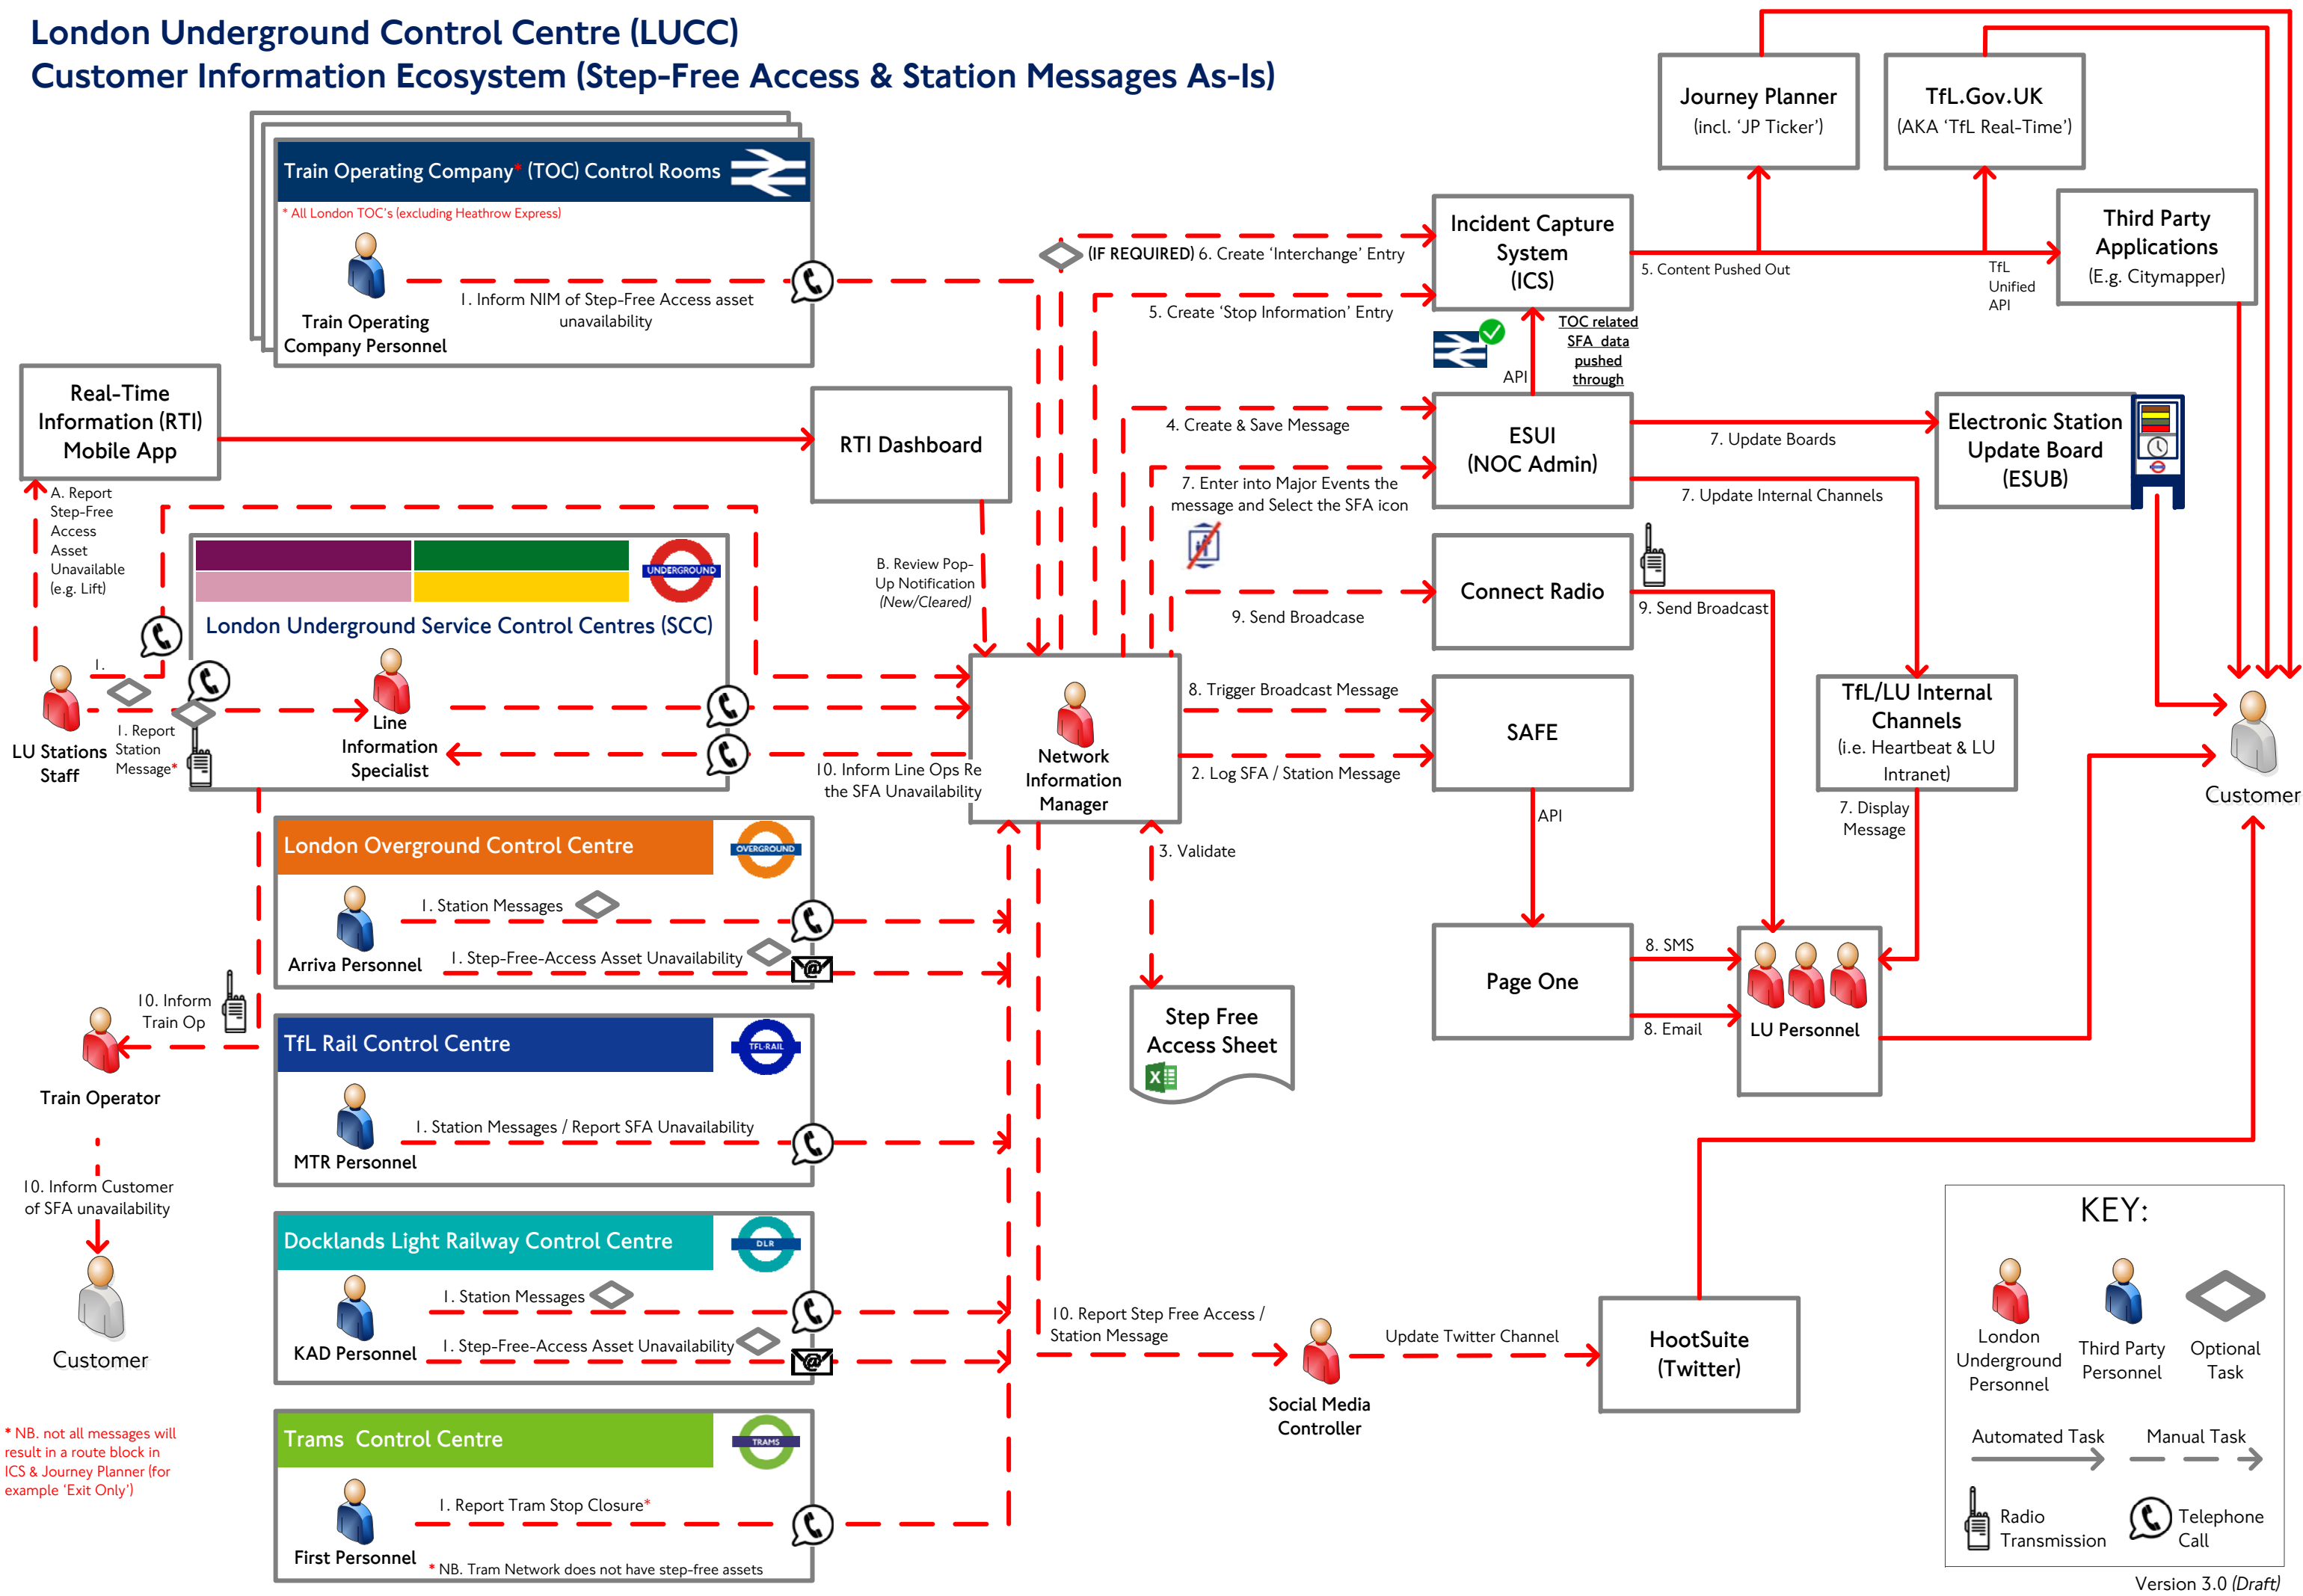 London Underground Control Centre (LUCC)
Customer Information Ecosystem (Step-Free Access & Station Messages As-Is)
Train Operating Company* (TOC) Control Rooms
* All London TOC's (excluding Heathrow Express)
1. Inform NIM of Step-Free Access asset
unavailability
Train Operating
Company Personnel
Journey Planner
(incl. 'JP Ticker')
TfL.Gov.UK
(AKA 'TfL Real-Time')
Third Party
Applications
(E.g. Citymapper)
Incident Capture
System
(ICS)
(IF REQUIRED) 6. Create 'Interchange' Entry
5. Create 'Stop Information' Entry
5. Content Pushed Out
TfL
Unified
API
TOC related
SFA data
pushed
through
API
Real-Time
Information (RTI)
Mobile App
RTI Dashboard
4. Create & Save Message
ESUI
(NOC Admin)
7. Enter into Major Events the
message and Select the SFA icon
7. Update Boards
7. Update Internal Channels
Electronic Station
Update Board
(ESUB)
A. Report
Step-Free
Access
Asset
Unavailable
(e.g. Lift)
B. Review Pop-
Up Notification
(New/Cleared)
UNDERGROUND
London Underground Service Control Centres (SCC)
9. Send Broadcase
Connect Radio
9. Send Broadcast
1.
LU Stations
Staff
1. Report
Station
Message*
Line
Information
Specialist
10. Inform Line Ops Re
the SFA Unavailability
Network
Information
Manager
8. Trigger Broadcast Message
2. Log SFA / Station Message
SAFE
API
TfL/LU Internal
Channels
(i.e. Heartbeat & LU
Intranet)
7. Display
Message
Customer
3. Validate
London Overground Control Centre
OVERGROUND
1. Station Messages
1. Step-Free-Access Asset Unavailability
Arriva Personnel
Page One
8. SMS
8. Email
LU Personnel
Step Free
Access Sheet
X
10. Inform
Train Op
Train Operator
TfL Rail Control Centre
TFL RAIL
1. Station Messages / Report SFA Unavailability
MTR Personnel
10. Inform Customer
of SFA unavailability
Customer
Docklands Light Railway Control Centre
DLR
1. Station Messages
1. Step-Free-Access Asset Unavailability
KAD Personnel
10. Report Step Free Access /
Station Message
Social Media
Controller
Update Twitter Channel
HootSuite
(Twitter)
* NB. not all messages will
result in a route block in
ICS & Journey Planner (for
example 'Exit Only')
Trams Control Centre
TRAMS
1. Report Tram Stop Closure*
First Personnel
* NB. Tram Network does not have step-free assets
KEY:
London
Underground
Personnel
Third Party
Personnel
Optional
Task
Automated Task
Manual Task
Radio
Transmission
Telephone
Call
Version 3.0 (Draft)